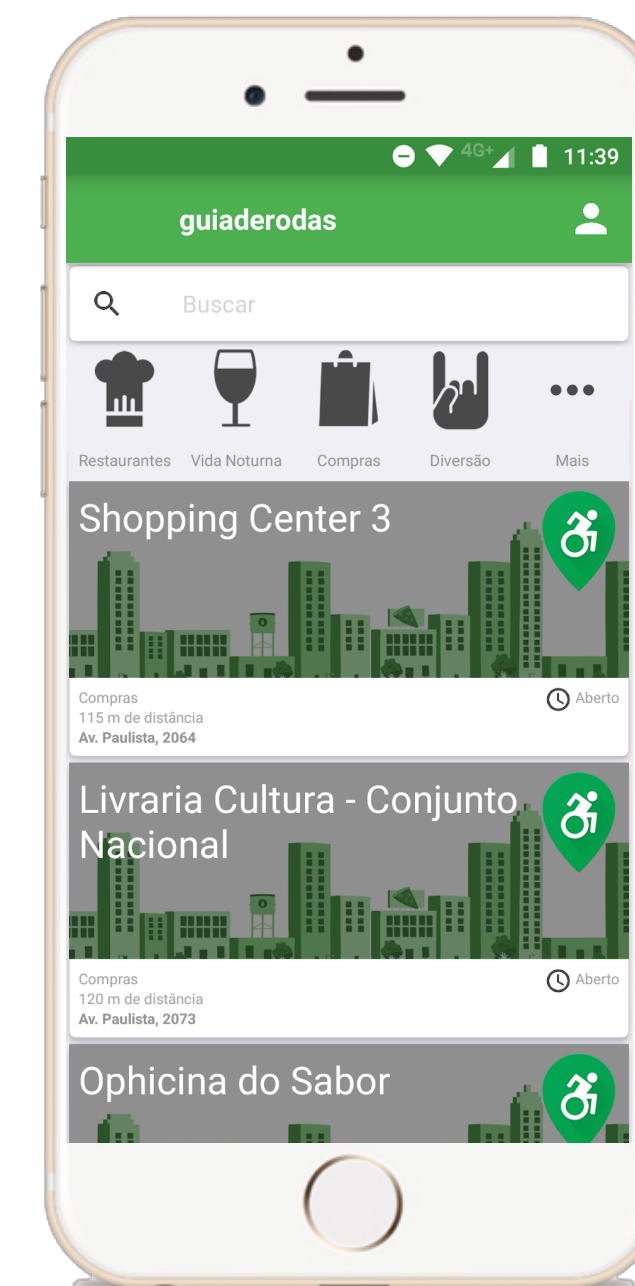 4G+ 11:39
guiaderodas
Buscar
Restaurantes Vida Noturna Compras Diversão Mais
Shopping Center 3
Compras
Aberto
115 m de distância
Av. Paulista, 2064
Livraria Cultura - Conjunto
Nacional
Compras
Aberto
120 m de distância
Av. Paulista, 2073
Ophicina do Sabor